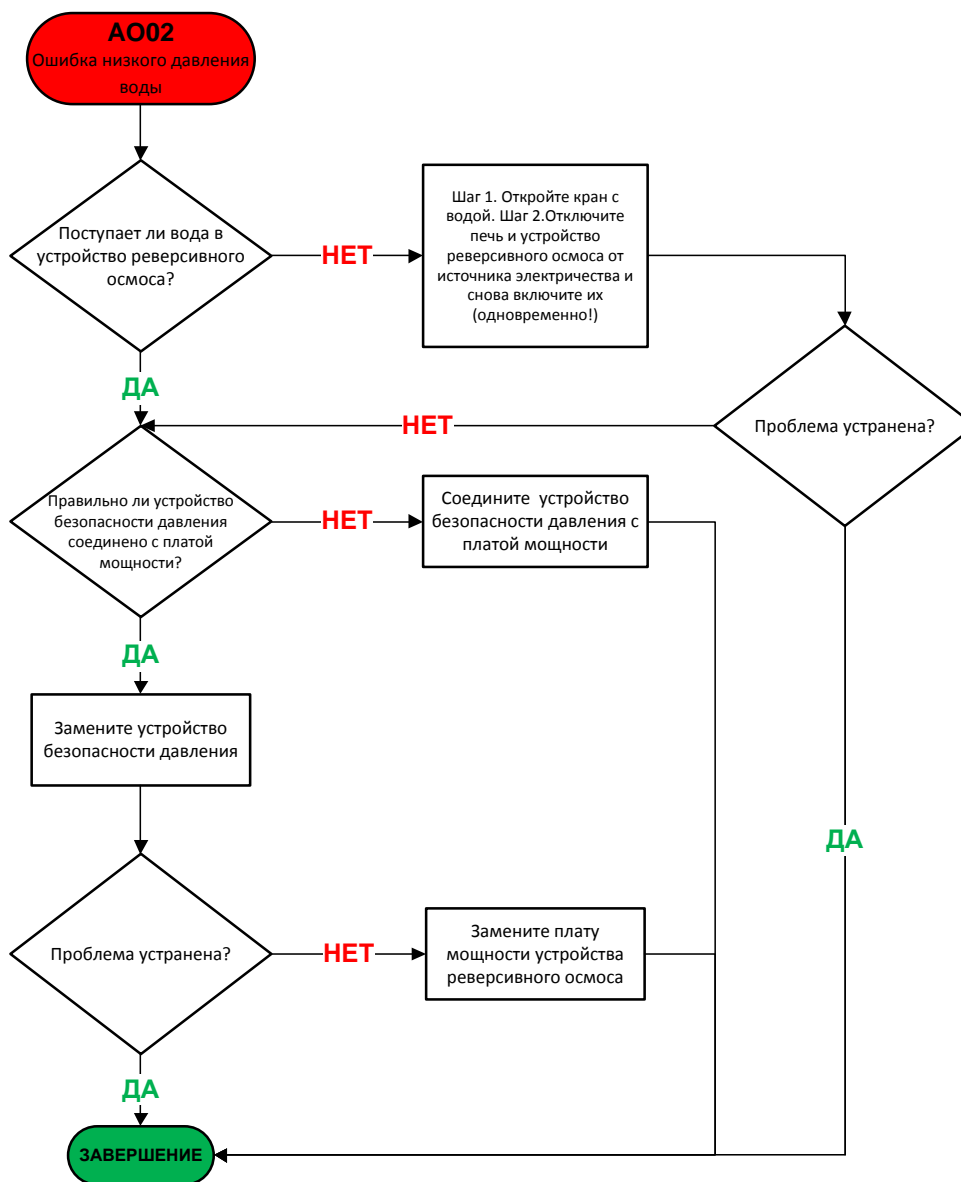 AO02
Ошибка низкого давления
воды
Поступает ли вода в
устройство реверсивного
осмоса?
НЕТ
Шаг 1. Откройте кран с
водой. Шаг 2.Отключите
печь и устройство
реверсивного осмоса от
источника электричества и
снова включите их
(одновременно!)
ДА
НЕТ
Проблема устранена?
Правильно ли устройство
безопасности давления
соединено с платой
мощности?
НЕТ
Соедините устройство
безопасности давления с
платой мощности
ДА
Замените устройство
безопасности давления
ДА
Проблема устранена?
НЕТ
Замените плату
мощности устройства
реверсивного осмоса
ДА
ЗАВЕРШЕНИЕ